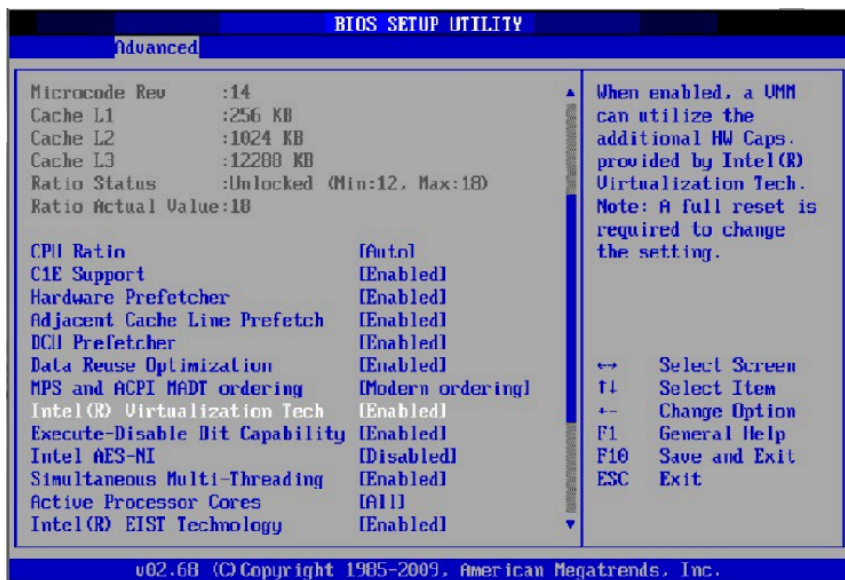 BIOS SETUP UTILITY
Advanced
Microcode Rev :14
Cache L1 :256 KB
Cache L2 :1024 KB
Cache L3 :12288 KB
Ratio Status :Unlocked (Min:12, Max:18)
Ratio Actual Value:18
CPU Ratio [Auto]
C1E Support [Enabled]
Hardware Prefetcher [Enabled]
Adjacent Cache Line Prefetch [Enabled]
DCU Prefetcher [Enabled]
Data Reuse Optimization [Enabled]
MPS and ACPI MADT ordering [Modern ordering]
Intel(R) Virtualization Tech [Enabled]
Execute-Disable Bit Capability [Enabled]
Intel AES-NI [Disabled]
Simultaneous Multi-Threading [Enabled]
Active Processor Cores [All]
Intel(R) EIST Technology [Enabled]
When enabled, a VMM
can utilize the
additional HW Caps.
provided by Intel(R)
Virtualization Tech.
Note: A full reset is
required to change
the setting.
↔ Select Screen
↑↓ Select Item
+- Change Option
F1 General Help
F10 Save and Exit
ESC Exit
v02.68 (C)Copyright 1985-2009, American Megatrends, Inc.